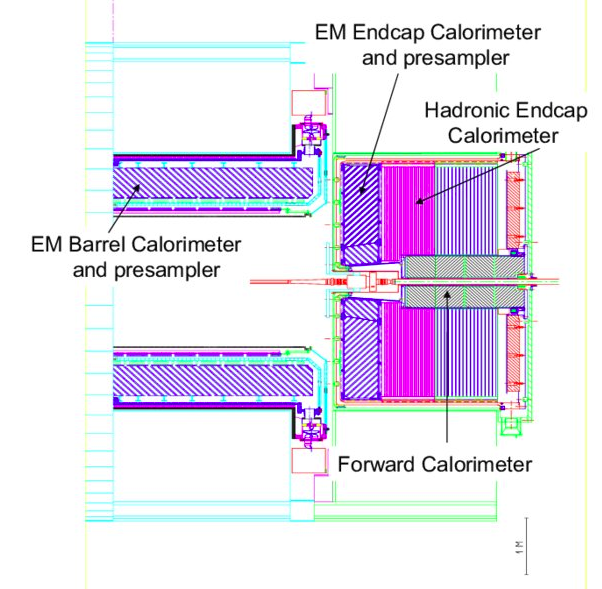 EM Endcap Calorimeter
and presampler
Hadronic Endcap
Calorimeter
EM Barrel Calorimeter
and presampler
Forward Calorimeter
1 M